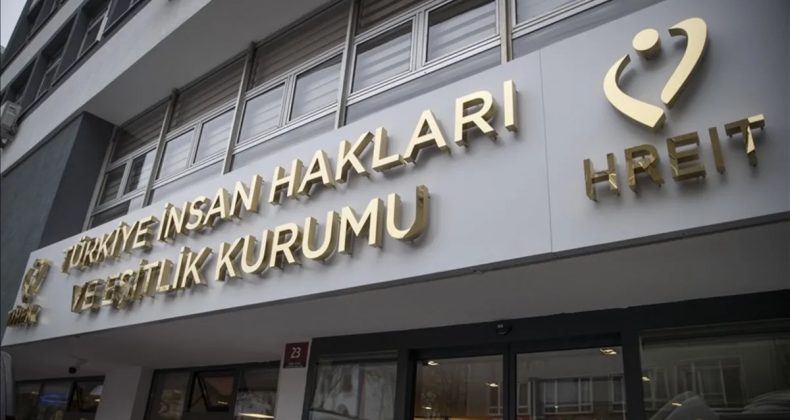 TÜRKİYE İNSAN HAKLARI
VE EŞİTLİK KURUMU
HREIT
23